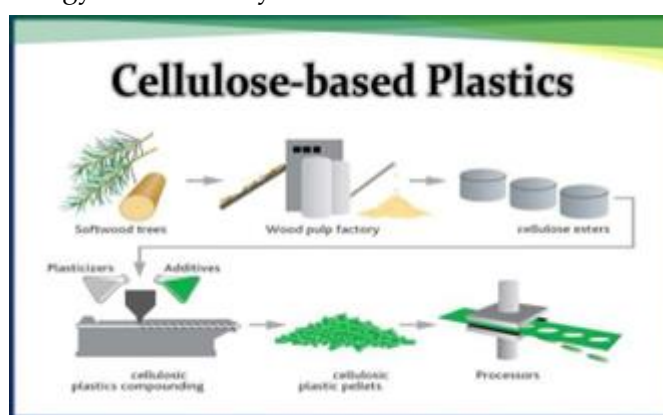 Cellulose-based Plastics
Softwood trees
Wood pulp factory
cellulose esters
Plasticizers
Additives
cellulosic
plastics compounding
cellulosic
plastic pellets
Processors